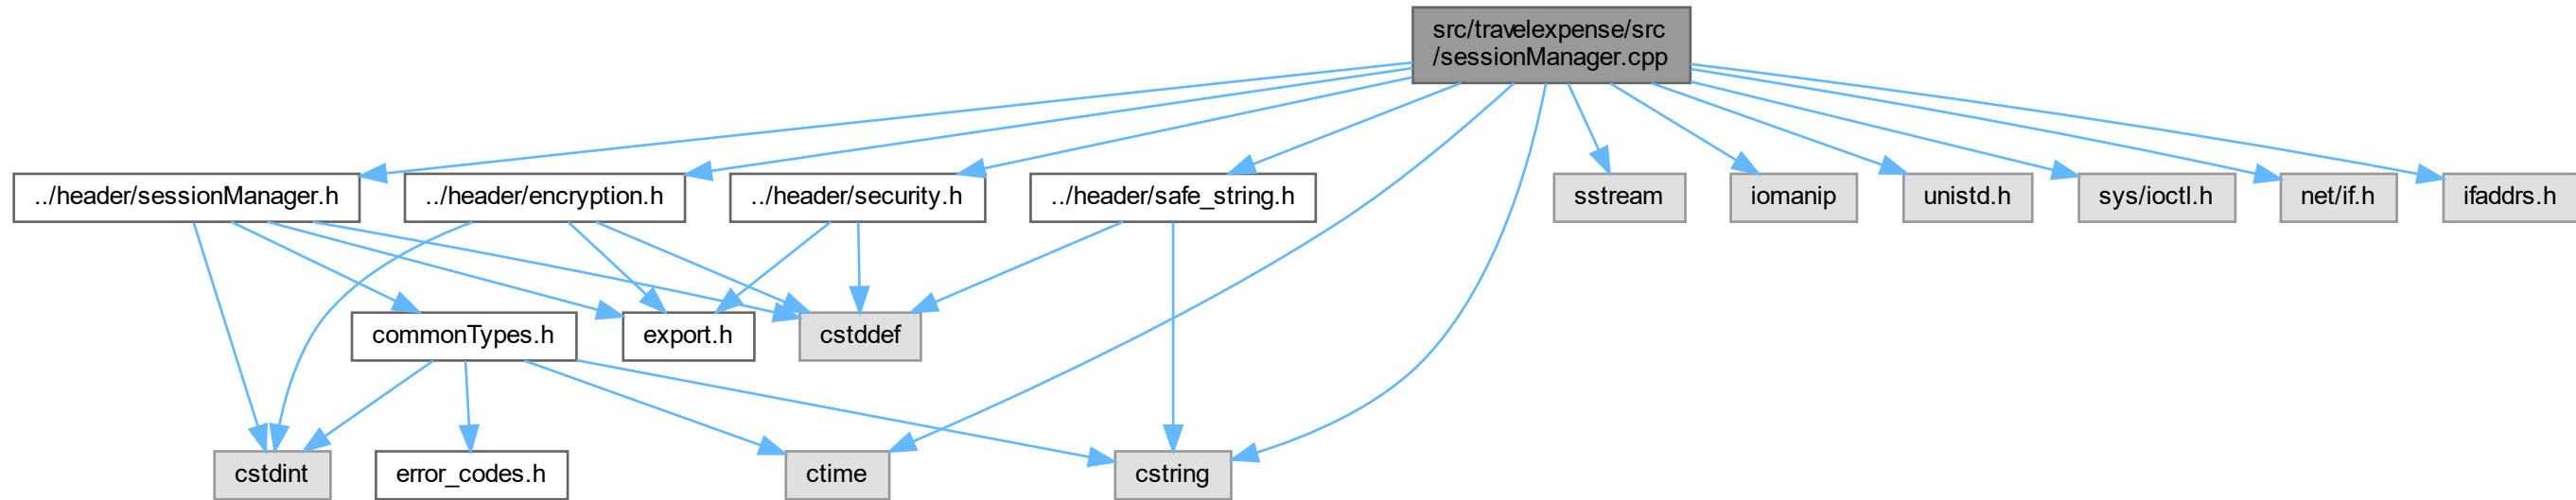 src/travelexpense/src
/sessionManager.cpp
../header/sessionManager.h
../header/encryption.h
../header/security.h
../header/safe_string.h
sstream
iomanip
unistd.h
sys/ioctl.h
net/if.h
ifaddrs.h
commonTypes.h
export.h
cstddef
cstdint
error_codes.h
ctime
cstring